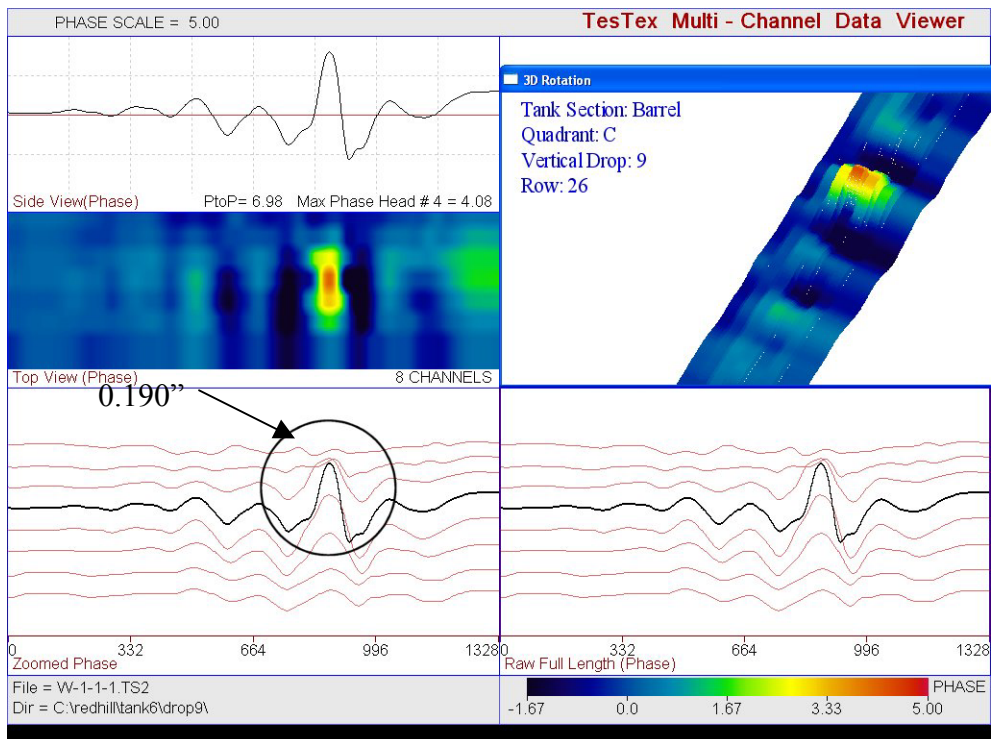 PHASE SCALE = 5.00
TesTex Multi - Channel Data Viewer
Side View(Phase) PtoP= 6.98 Max Phase Head # 4 = 4.08
3D Rotation
Tank Section: Barrel
Quadrant: C
Vertical Drop: 9
Row: 26
Top View (Phase) 8 CHANNELS
0.190”
0 332 664 996 1328
Zoomed Phase
0 332 664 996 1328
Raw Full Length (Phase)
File = W-1-1-1.TS2
Dir = C:\redhill\tank6\drop9\
PHASE
-1.67 0.0 1.67 3.33 5.00